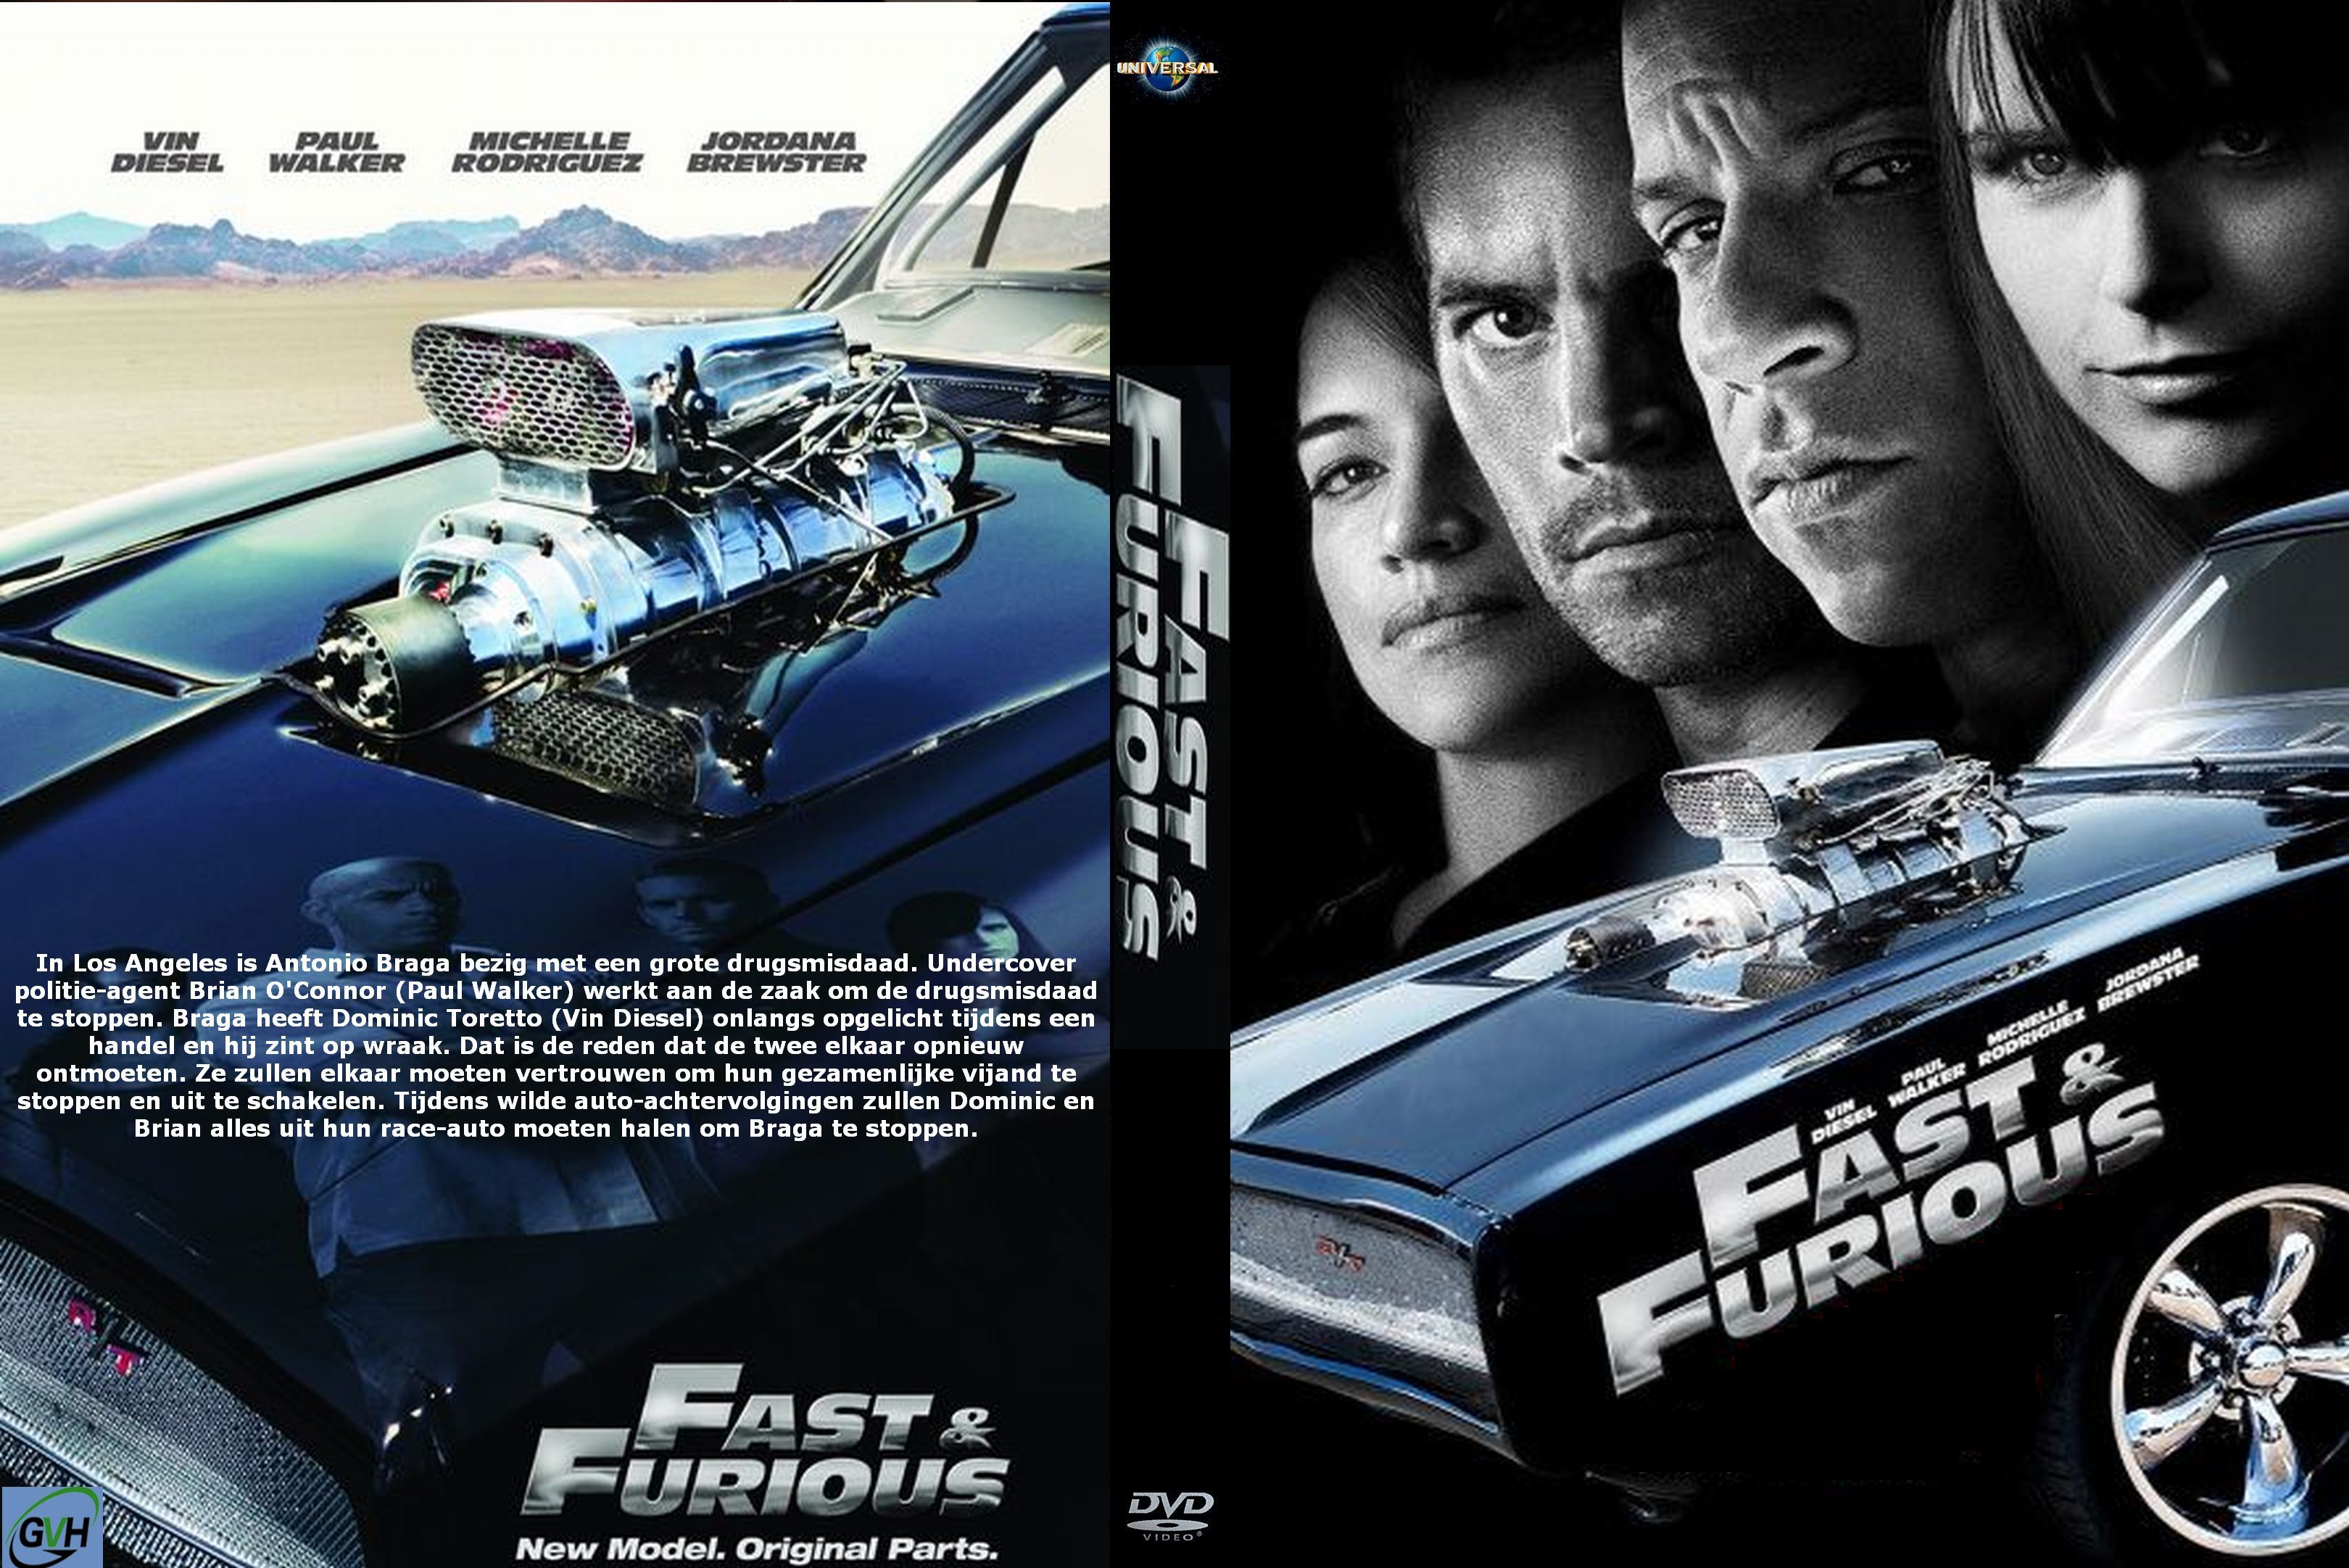 VIN PAUL MICHELLE JORDANA
DIESEL WALKER RODRIGUEZ BREWSTER
In Los Angeles is Antonio Braga bezig met een grote drugsmisdaad. Undercover
politie-agent Brian O'Connor (Paul Walker) werkt aan de zaak om de drugsmisdaad
te stoppen. Braga heeft Dominic Toretto (Vin Diesel) onlangs opgelicht tijdens een
handel en hij zint op wraak. Dat is de reden dat de twee elkaar opnieuw
ontmoeten. Ze zullen elkaar moeten vertrouwen om hun gezamenlijke vijand te
stoppen en uit te schakelen. Tijdens wilde auto-achtervolgingen zullen Dominic en
Brian alles uit hun race-auto moeten halen om Braga te stoppen.
R/T
FAST &
FURIOUS
New Model. Original Parts.
GVH
UNIVERSAL
FAST &
FURIOUS
DVD
VIDEO
VIN PAUL MICHELLE JORDANA
DIESEL WALKER RODRIGUEZ BREWSTER
FAST &
FURIOUS
R/T